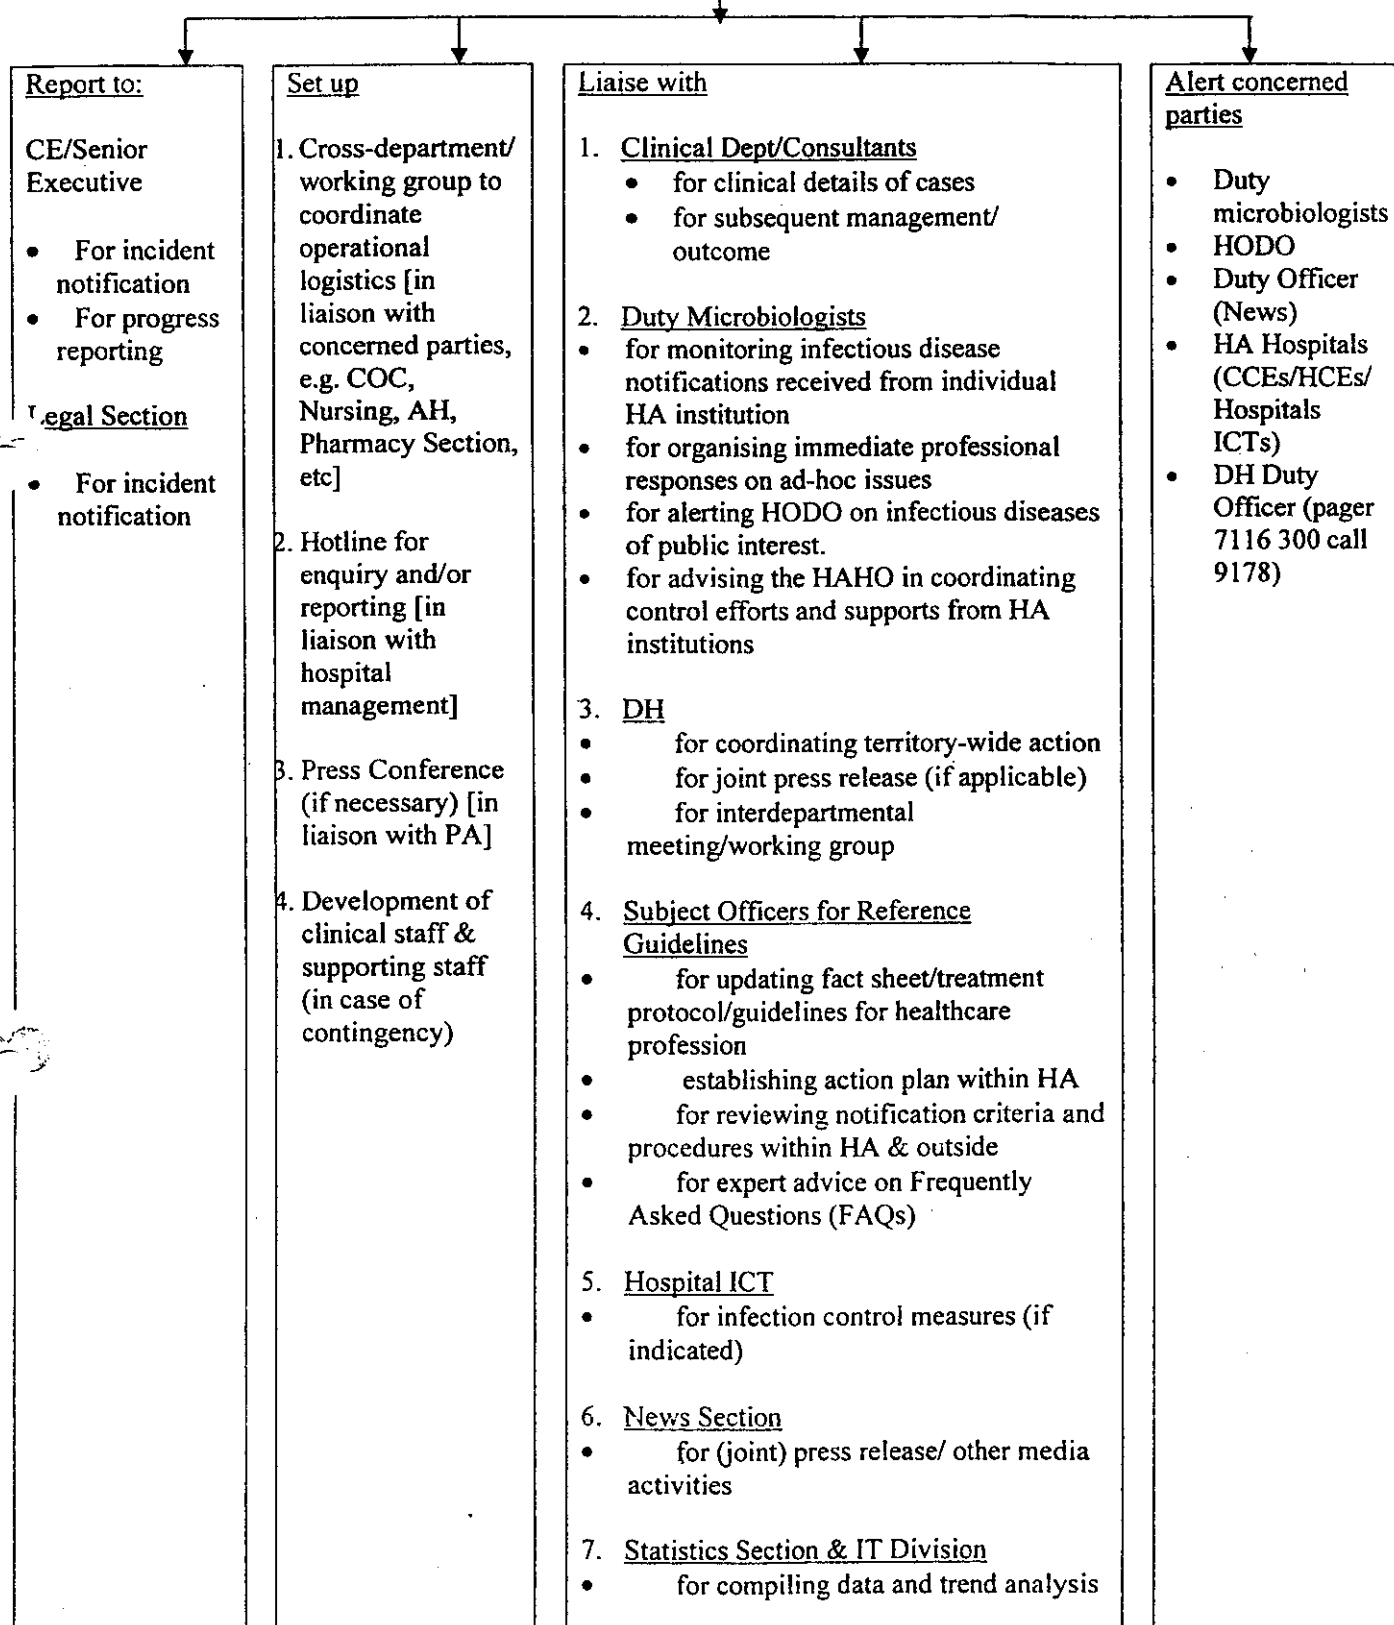 Report to:
CE/Senior
Executive
• For incident
notification
• For progress
reporting
Legal Section
• For incident
notification
Set up
1. Cross-department/
working group to
coordinate
operational
logistics [in
liaison with
concerned parties,
e.g. COC,
Nursing, AH,
Pharmacy Section,
etc]
2. Hotline for
enquiry and/or
reporting [in
liaison with
hospital
management]
3. Press Conference
(if necessary) [in
liaison with PA]
4. Development of
clinical staff &
supporting staff
(in case of
contingency)
Liaise with
1. Clinical Dept/Consultants
• for clinical details of cases
• for subsequent management/
outcome
2. Duty Microbiologists
• for monitoring infectious disease
notifications received from individual
HA institution
• for organising immediate professional
responses on ad-hoc issues
• for alerting HODO on infectious diseases
of public interest.
• for advising the HAHO in coordinating
control efforts and supports from HA
institutions
3. DH
• for coordinating territory-wide action
• for joint press release (if applicable)
• for interdepartmental
meeting/working group
4. Subject Officers for Reference
Guidelines
• for updating fact sheet/treatment
protocol/guidelines for healthcare
profession
• establishing action plan within HA
• for reviewing notification criteria and
procedures within HA & outside
• for expert advice on Frequently
Asked Questions (FAQs)
5. Hospital ICT
• for infection control measures (if
indicated)
6. News Section
• for (joint) press release/ other media
activities
7. Statistics Section & IT Division
• for compiling data and trend analysis
Alert concerned
parties
• Duty
microbiologists
• HODO
• Duty Officer
(News)
• HA Hospitals
(CCEs/HCEs/
Hospitals
ICTs)
• DH Duty
Officer (pager
7116 300 call
9178)